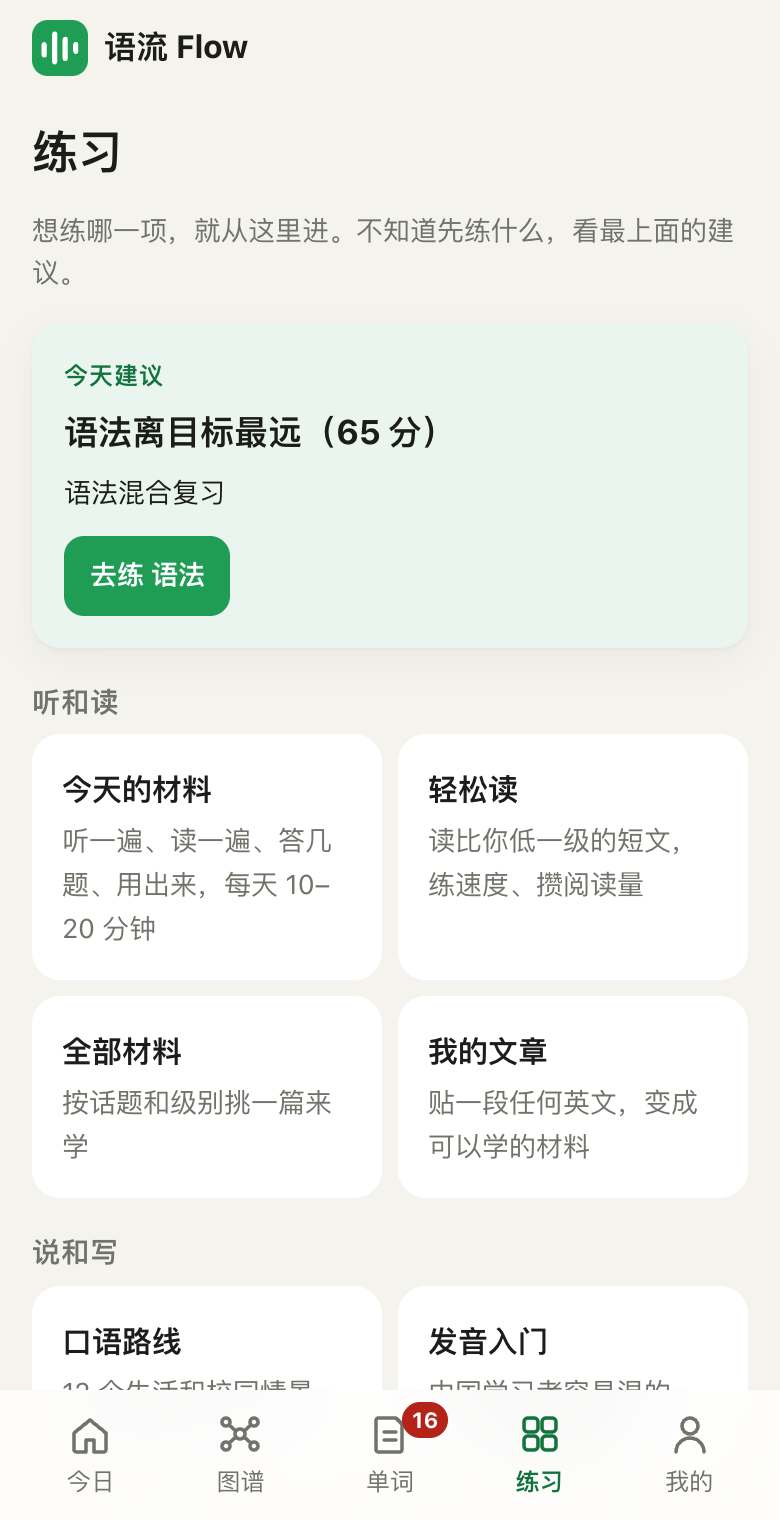 语流 Flow
练习
想练哪一项，就从这里进。不知道先练什么，看最上面的建
议。
今天建议
语法离目标最远（65 分）
语法混合复习
去练 语法
听和读
今天的材料
听一遍、读一遍、答几
题、用出来，每天 10–
20 分钟
轻松读
读比你低一级的短文，
练速度、攒阅读量
全部材料
按话题和级别挑一篇来
学
我的文章
贴一段任何英文，变成
可以学的材料
说和写
口语路线
发音入门
今日
图谱
16
单词
练习
我的